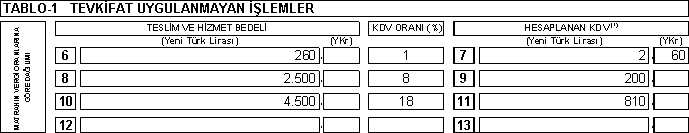 TABLO-1 TEVKİFAT UYGULANMAYAN İŞLEMLER
MATRAHIN VERGİ ORANLARINA GÖRE DAĞILIMI
TESLİM VE HİZMET BEDELİ KDV ORANI (%) HESAPLANAN KDV(*)
(Yeni Türk Lirası) (YKr) (Yeni Türk Lirası) (YKr)
6 260 , 1 7 2 , 60
8 2.500 , 8 9 200 ,
10 4.500 , 18 11 810 ,
12 , 13 ,